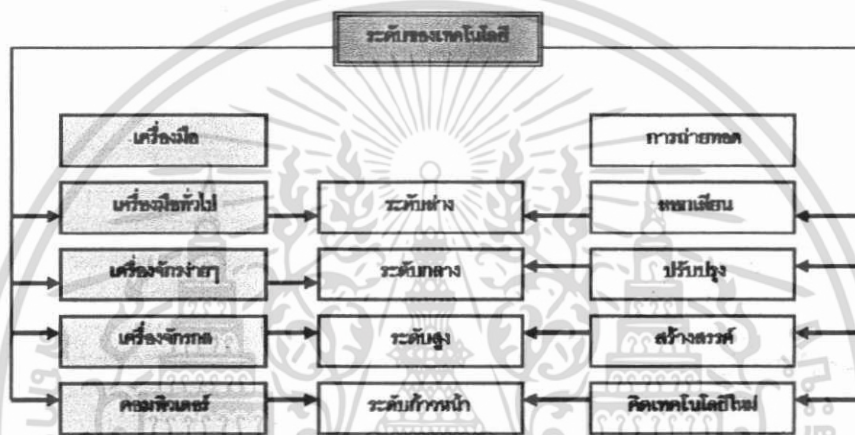 ระดับของเทคโนโลยี
เครื่องมือ
การถ่ายทอด
เครื่องมือทั่วไป
ระดับล่าง
ลอกเลียน
เครื่องจักรง่ายๆ
ระดับกลาง
ปรับปรุง
เครื่องจักรกล
ระดับสูง
สร้างสรรค์
คอมพิวเตอร์
ระดับก้าวหน้า
คิดเทคโนโลยีใหม่